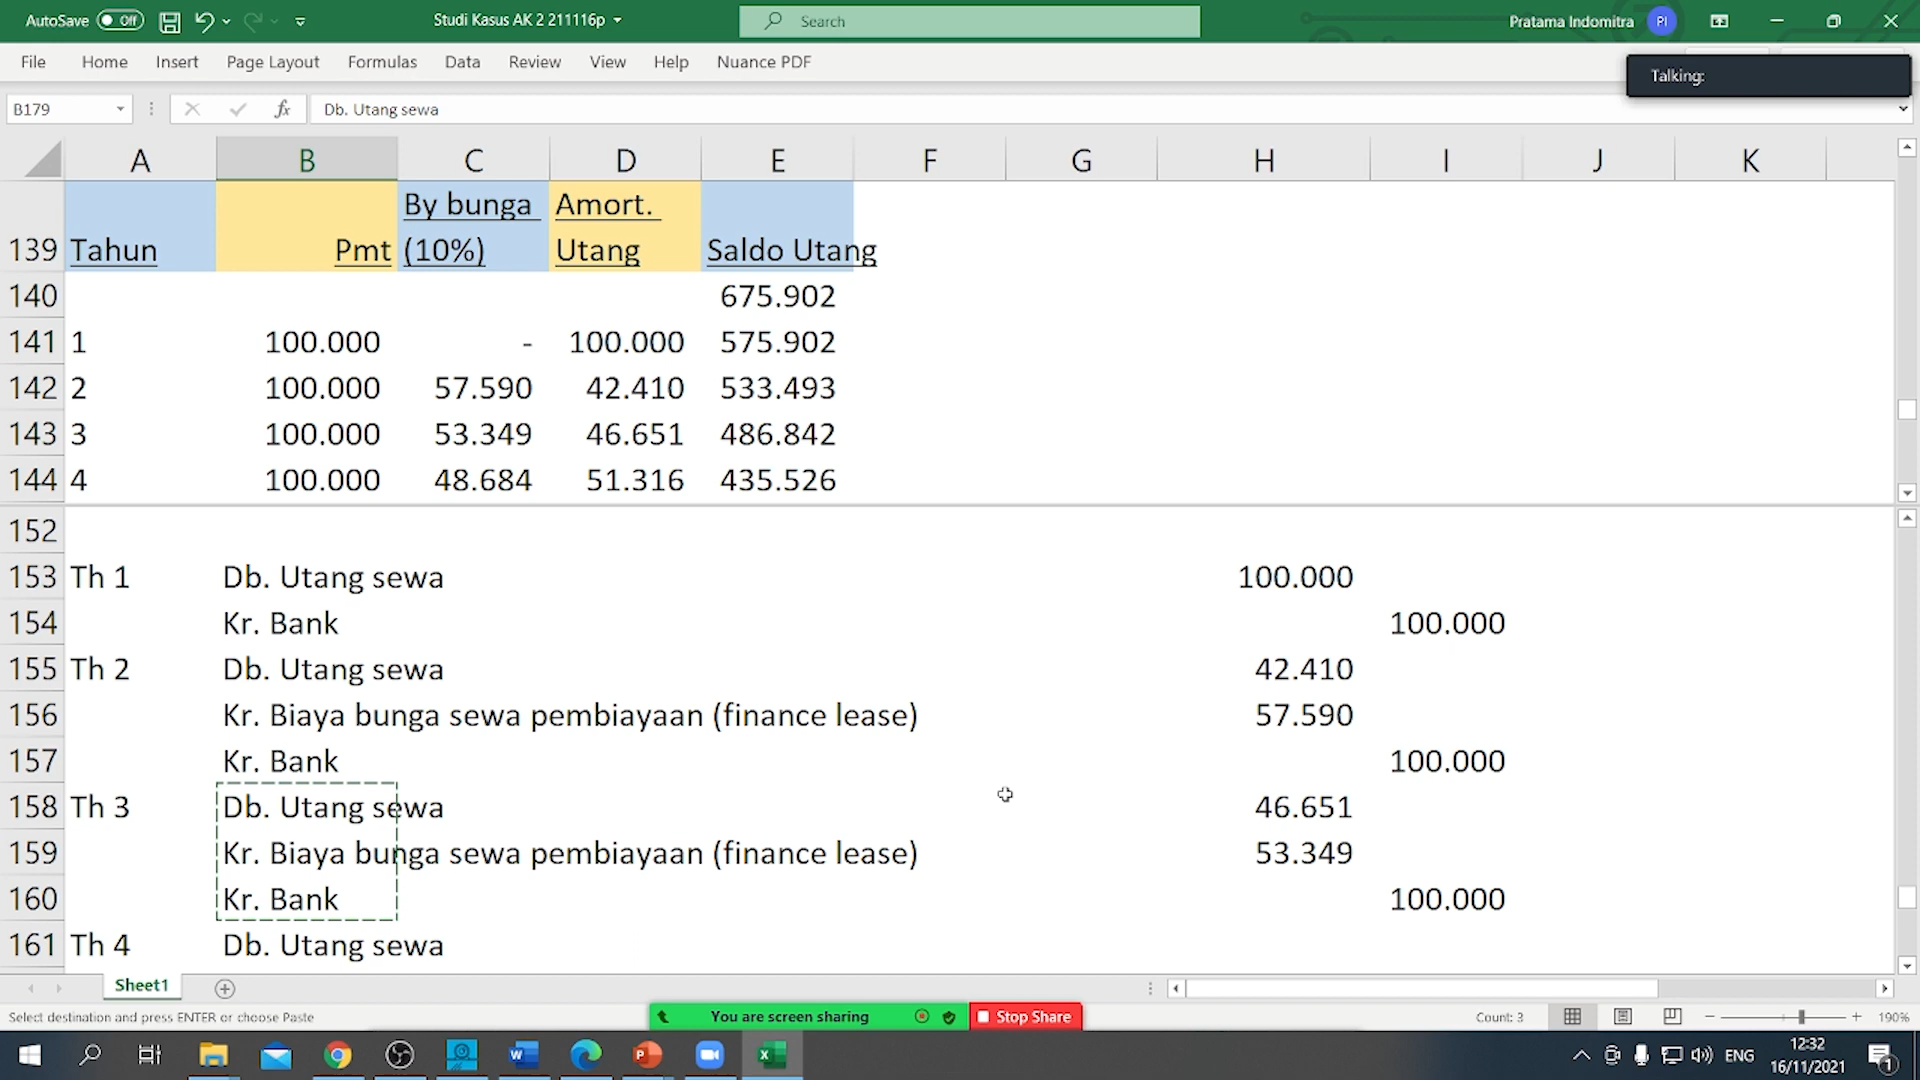 AutoSave Off Studi Kasus AK 2 211116p Search Pratama Indomitra PI
File Home Insert Page Layout Formulas Data Review View Help Nuance PDF
Talking:
B179 fx Db. Utang sewa
A B C D E F G H I J K
By bunga Amort.
139 Tahun Pmt (10%) Utang Saldo Utang
140 675.902
141 1 100.000 - 100.000 575.902
142 2 100.000 57.590 42.410 533.493
143 3 100.000 53.349 46.651 486.842
144 4 100.000 48.684 51.316 435.526
152
153 Th 1 Db. Utang sewa 100.000
154 Kr. Bank 100.000
155 Th 2 Db. Utang sewa 42.410
156 Kr. Biaya bunga sewa pembiayaan (finance lease) 57.590
157 Kr. Bank 100.000
158 Th 3 Db. Utang sewa 46.651
159 Kr. Biaya bunga sewa pembiayaan (finance lease) 53.349
160 Kr. Bank 100.000
161 Th 4 Db. Utang sewa
Sheet1
Select destination and press ENTER or choose Paste You are screen sharing Stop Share Count: 3 190%
ENG 12:32
16/11/2021 1